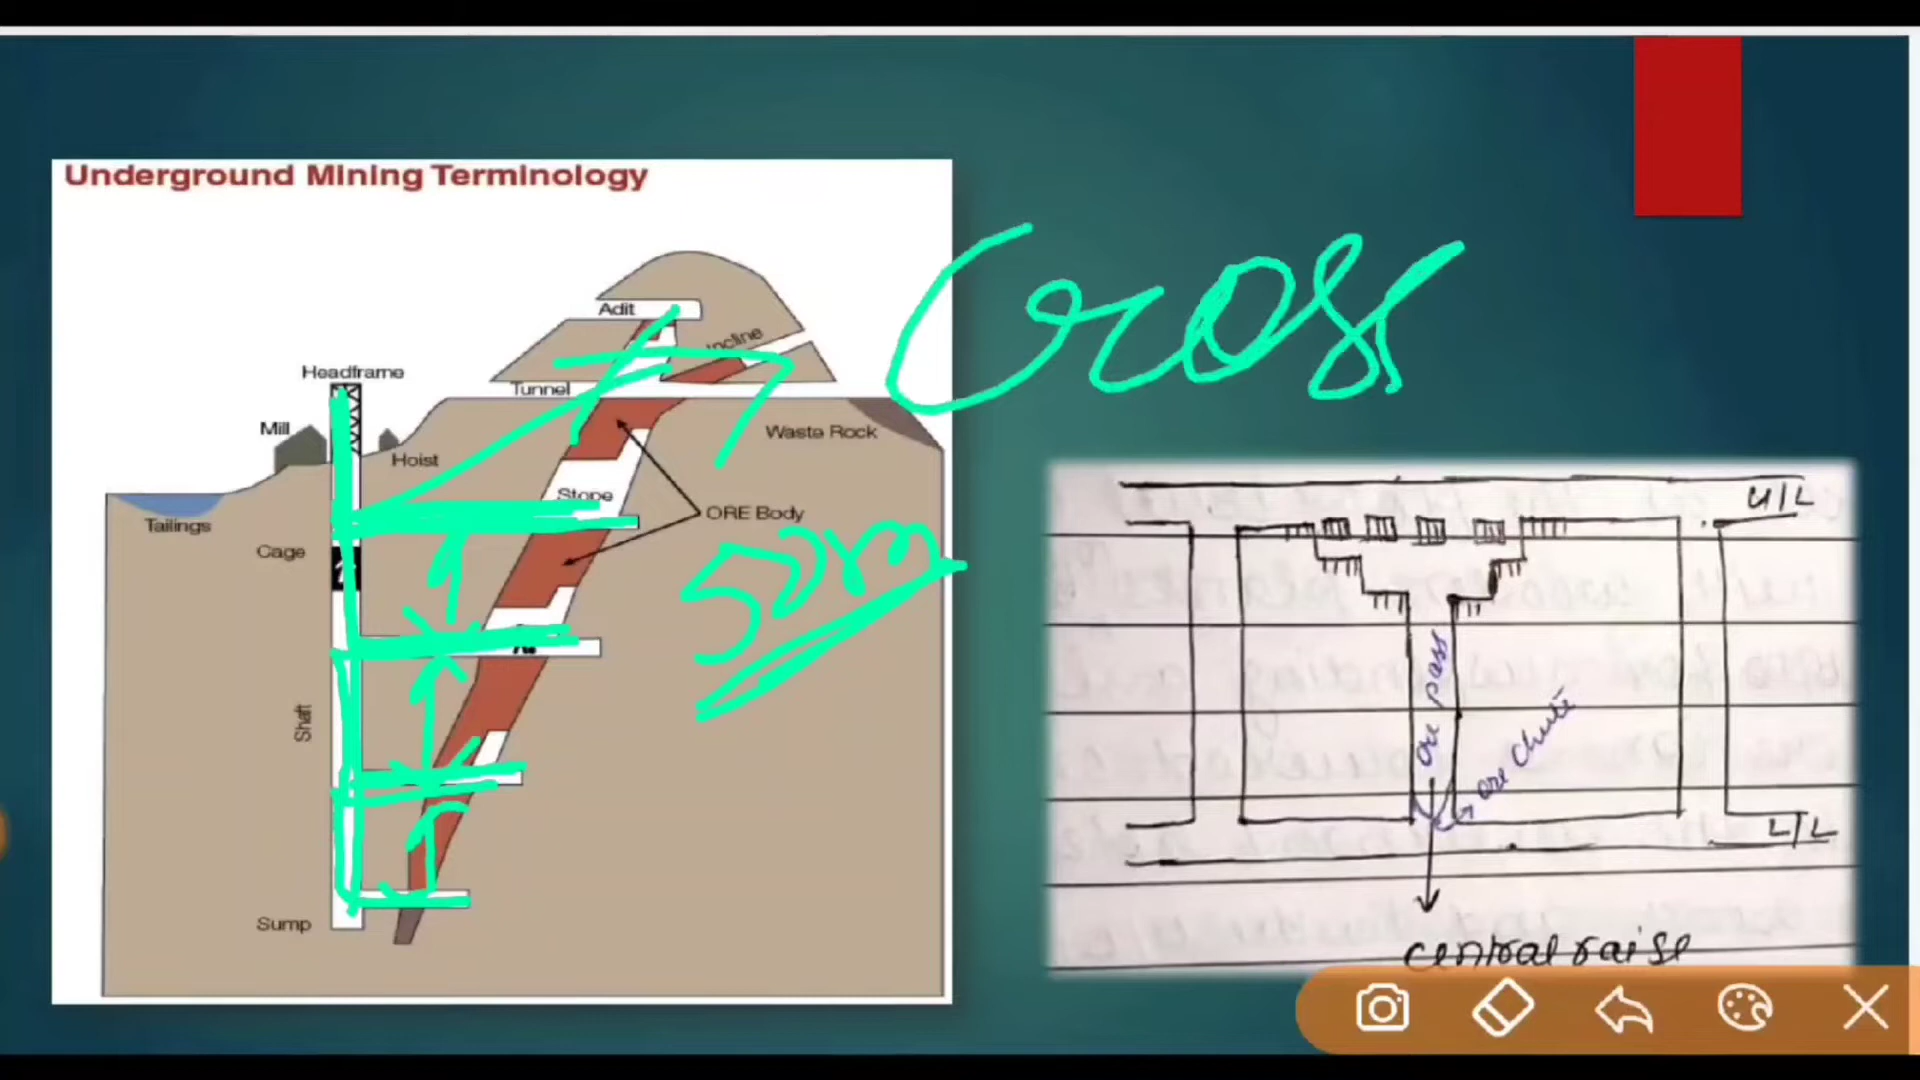 Underground Mining Terminology
Adit
Incline
Headframe
Tunnel
Mill
Waste Rock
Hoist
Stope
ORE Body
Tailings
Cage
Shaft
Sump
Cross
50m
U/L
ore pass
ore chute
L/L
central raise